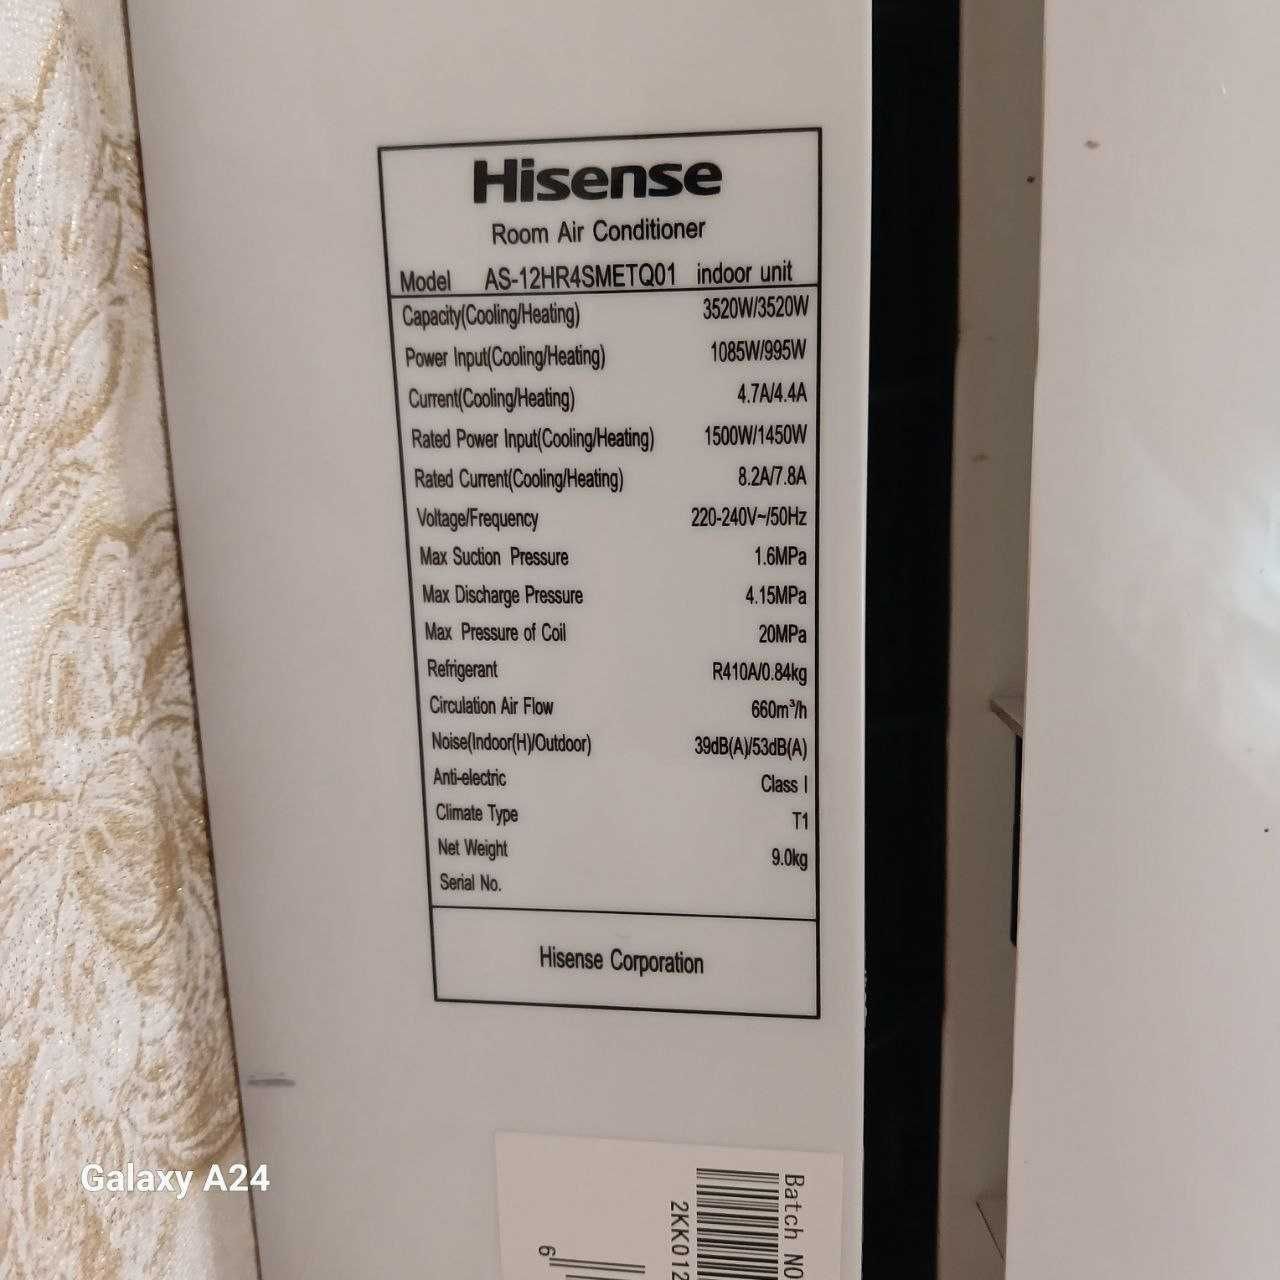 Hisense
Room Air Conditioner
Model AS-12HR4SMETQ01 indoor unit
Capacity(Cooling/Heating) 3520W/3520W
Power Input(Cooling/Heating) 1085W/995W
Current(Cooling/Heating) 4.7A/4.4A
Rated Power Input(Cooling/Heating) 1500W/1450W
Rated Current(Cooling/Heating) 8.2A/7.8A
Voltage/Frequency 220-240V~/50Hz
Max Suction Pressure 1.6MPa
Max Discharge Pressure 4.15MPa
Max Pressure of Coil 20MPa
Refrigerant R410A/0.84kg
Circulation Air Flow 660m³/h
Noise(Indoor(H)/Outdoor) 39dB(A)/53dB(A)
Anti-electric Class I
Climate Type T1
Net Weight 9.0kg
Serial No.
Hisense Corporation
Batch NO
2KK012
6
Galaxy A24